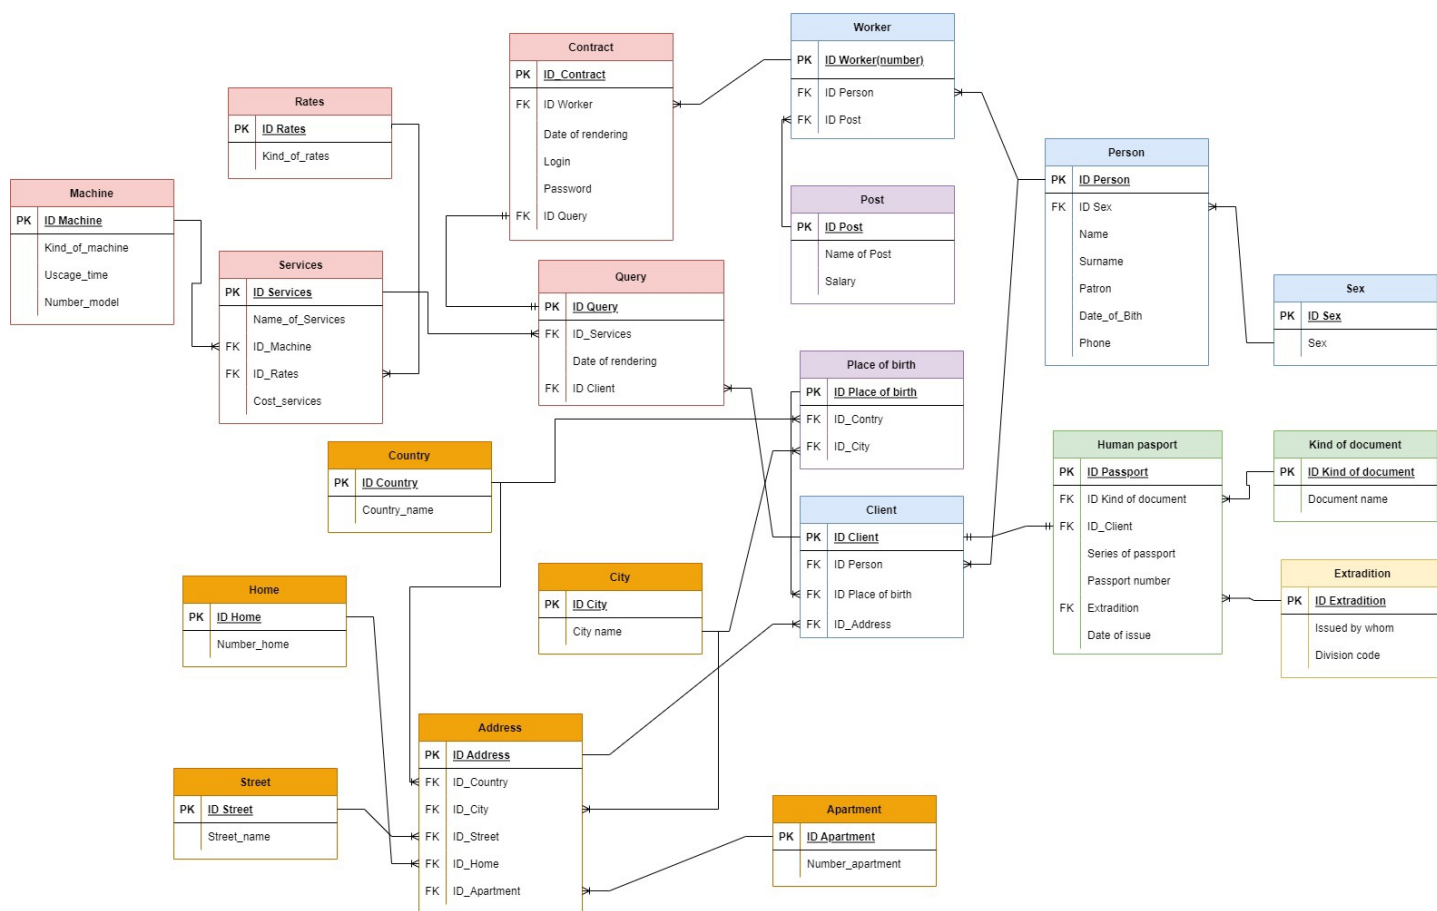 Worker
PK ID Worker(number)
FK ID Person
FK ID Post
Contract
PK ID_Contract
FK ID Worker
Date of rendering
Login
Password
FK ID Query
Rates
PK ID Rates
Kind_of_rates
Person
PK ID Person
FK ID Sex
Name
Surname
Patron
Date_of_Bith
Phone
Machine
PK ID Machine
Kind_of_machine
Uscage_time
Number_model
Post
PK ID Post
Name of Post
Salary
Services
PK ID Services
Name_of_Services
FK ID_Machine
FK ID_Rates
Cost_services
Query
PK ID Query
FK ID_Services
Date of rendering
FK ID Client
Sex
PK ID Sex
Sex
Place of birth
PK ID Place of birth
FK ID_Contry
FK ID_City
Country
PK ID Country
Country_name
Human pasport
PK ID Passport
FK ID Kind of document
FK ID_Client
Series of passport
Passport number
FK Extradition
Date of issue
Kind of document
PK ID Kind of document
Document name
Client
PK ID Client
FK ID Person
FK ID Place of birth
FK ID_Address
City
PK ID City
City name
Extradition
PK ID Extradition
Issued by whom
Division code
Home
PK ID Home
Number_home
Address
PK ID Address
FK ID_Country
FK ID_City
FK ID_Street
FK ID_Home
FK ID_Apartment
Street
PK ID Street
Street_name
Apartment
PK ID Apartment
Number_apartment